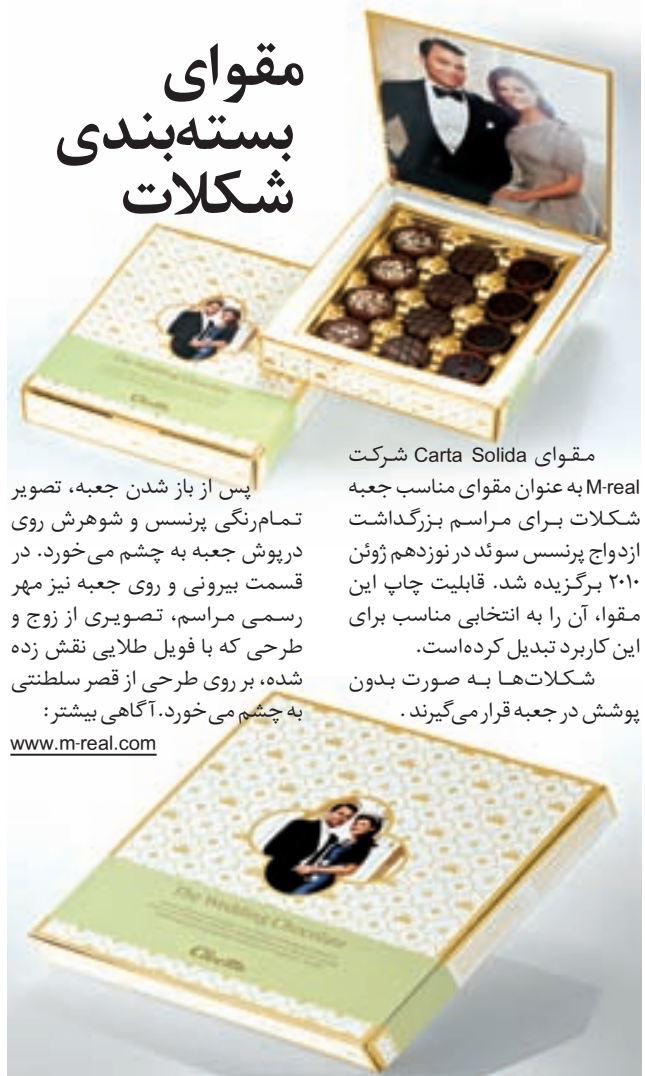 مقوای
بسته‌بندی
شکلات
مقوای Carta Solida شرکت
M-real به عنوان مقوای مناسب جعبه
شکلات برای مراسم بزرگداشت
ازدواج پرنسس سوئد در نوزدهم ژوئن
۲۰۱۰ برگزیده شد. قابلیت چاپ این
مقوا، آن را به انتخابی مناسب برای
این کاربرد تبدیل کرده‌است.
شکلات‌ها به صورت بدون
پوشش در جعبه قرار می‌گیرند.
پس از باز شدن جعبه، تصویر
تمام‌رنگی پرنسس و شوهرش روی
درپوش جعبه به چشم می‌خورد. در
قسمت بیرونی و روی جعبه نیز مهر
رسمی مراسم، تصویری از زوج و
طرحی که با فویل طلایی نقش زده
شده، بر روی طرحی از قصر سلطنتی
به چشم می‌خورد. آگاهی بیشتر:
www.m-real.com
The Wedding Chocolate
The Wedding Chocolate
Cloetta